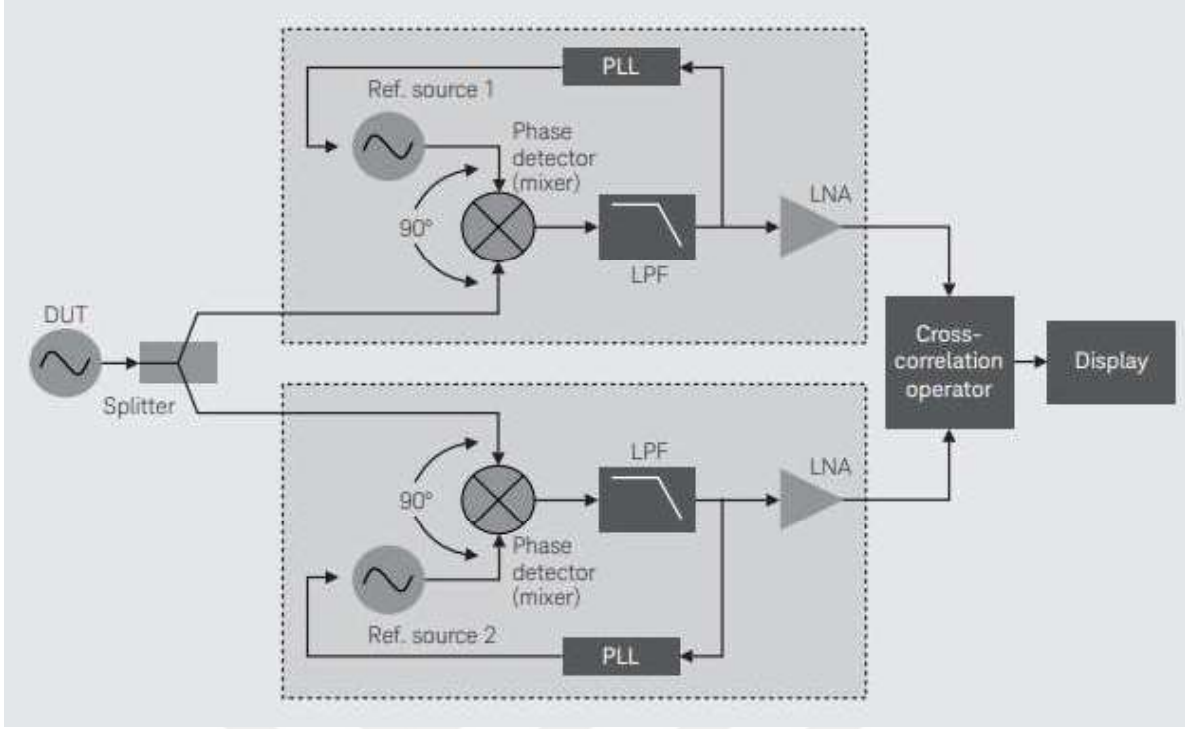 PLL
Ref. source 1
Phase
detector
(mixer)
90°
LNA
LPF
DUT
Splitter
Cross-
correlation
operator
Display
LPF
LNA
90°
Phase
detector
(mixer)
Ref. source 2
PLL